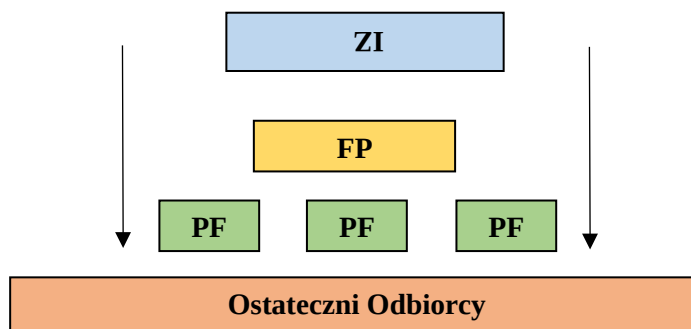 ZI
FP
PF PF PF
Ostateczni Odbiorcy